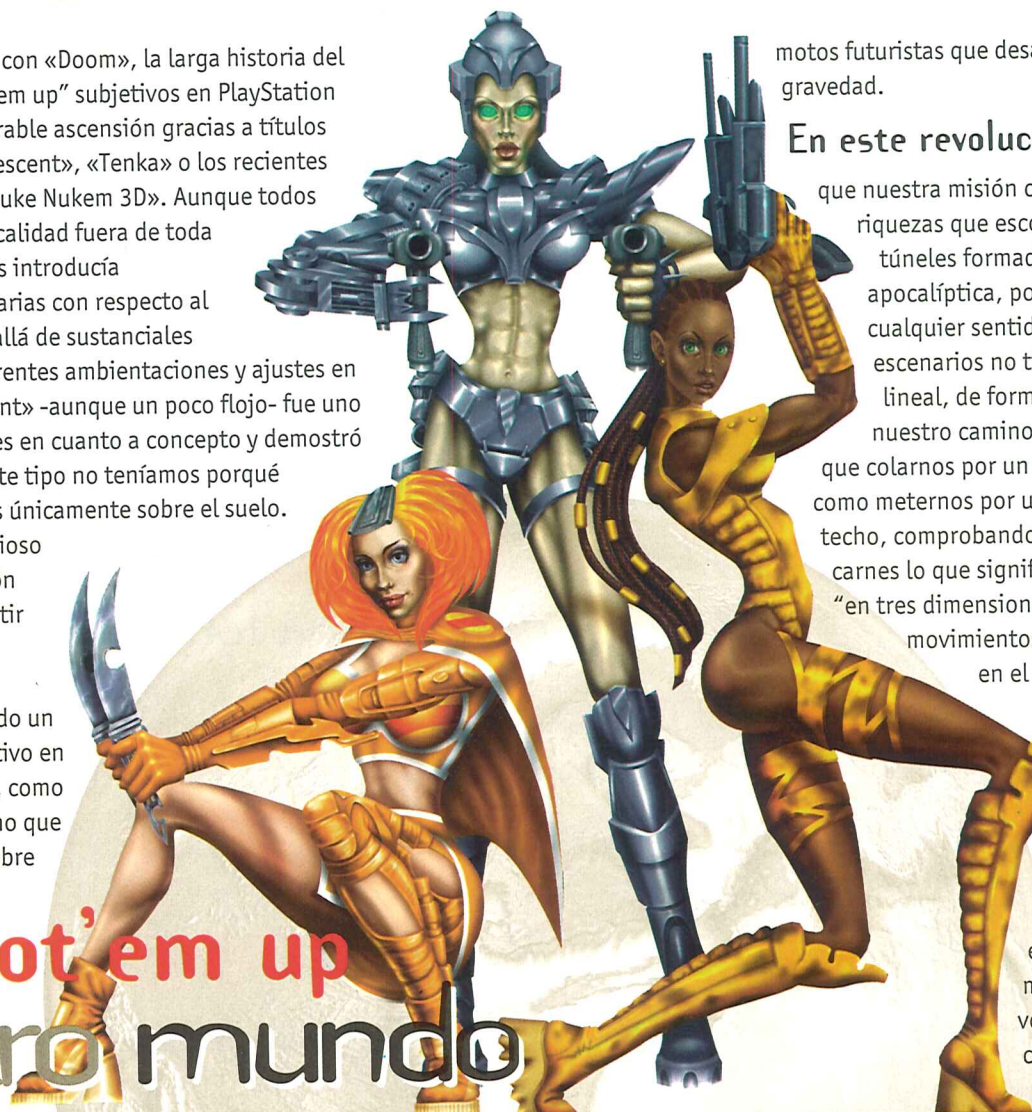 con «Doom», la larga historia del
em up” subjetivos en PlayStation
rable ascensión gracias a títulos
escent», «Tenka» o los recientes
uke Nukem 3D». Aunque todos
calidad fuera de toda
s introducía
arias con respecto al
allá de sustanciales
rentes ambientaciones y ajustes en
nt» -aunque un poco flojo- fue uno
es en cuanto a concepto y demostró
te tipo no teníamos porqué
s únicamente sobre el suelo.
ioso
on
tir
do un
tivo en
como
no que
bre
ot'em up
ro mundo
motos futuristas que desa
gravedad.
En este revoluc
que nuestra misión c
riquezas que esco
túneles formac
apocalíptica, po
cualquier sentid
escenarios no t
lineal, de form
nuestro camino
que colarnos por un
como meternos por u
techo, comprobando
carnes lo que signif
“en tres dimension
movimiento
en el
e
n
ve
c